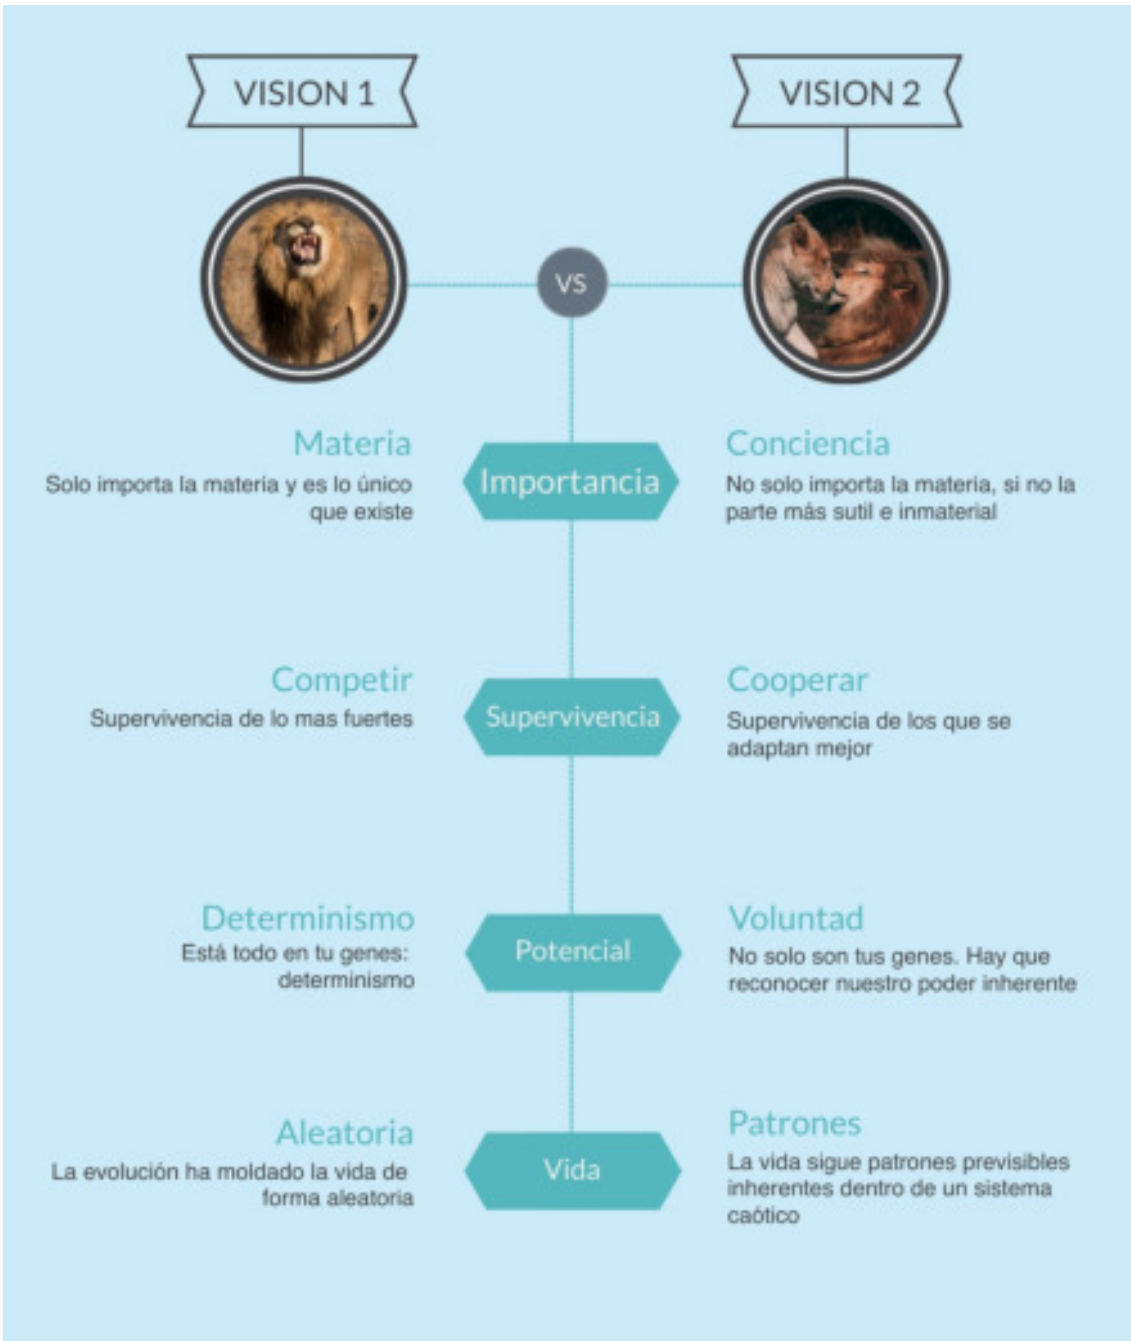 VISION 1
VISION 2
VS
Materia
Solo importa la materia y es lo único
que existe
Importancia
Conciencia
No solo importa la materia, si no la
parte más sutil e inmaterial
Competir
Supervivencia de lo mas fuertes
Supervivencia
Cooperar
Supervivencia de los que se
adaptan mejor
Determinismo
Está todo en tu genes:
determinismo
Potencial
Voluntad
No solo son tus genes. Hay que
reconocer nuestro poder inherente
Aleatoria
La evolución ha moldado la vida de
forma aleatoria
Vida
Patrones
La vida sigue patrones previsibles
inherentes dentro de un sistema
caótico